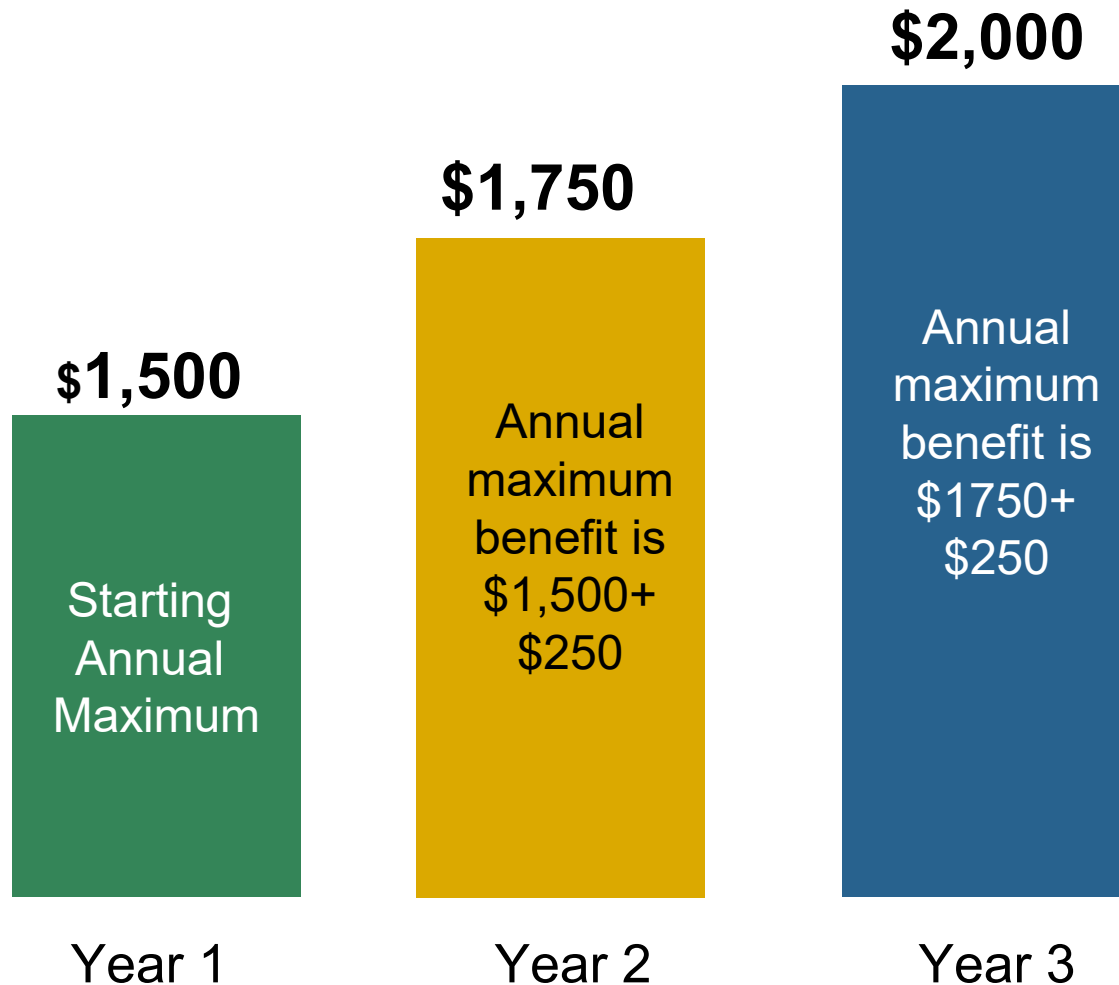 $1,500
Starting
Annual
Maximum
Year 1
$1,750
Annual
maximum
benefit is
$1,500+
$250
Year 2
$2,000
Annual
maximum
benefit is
$1750+
$250
Year 3